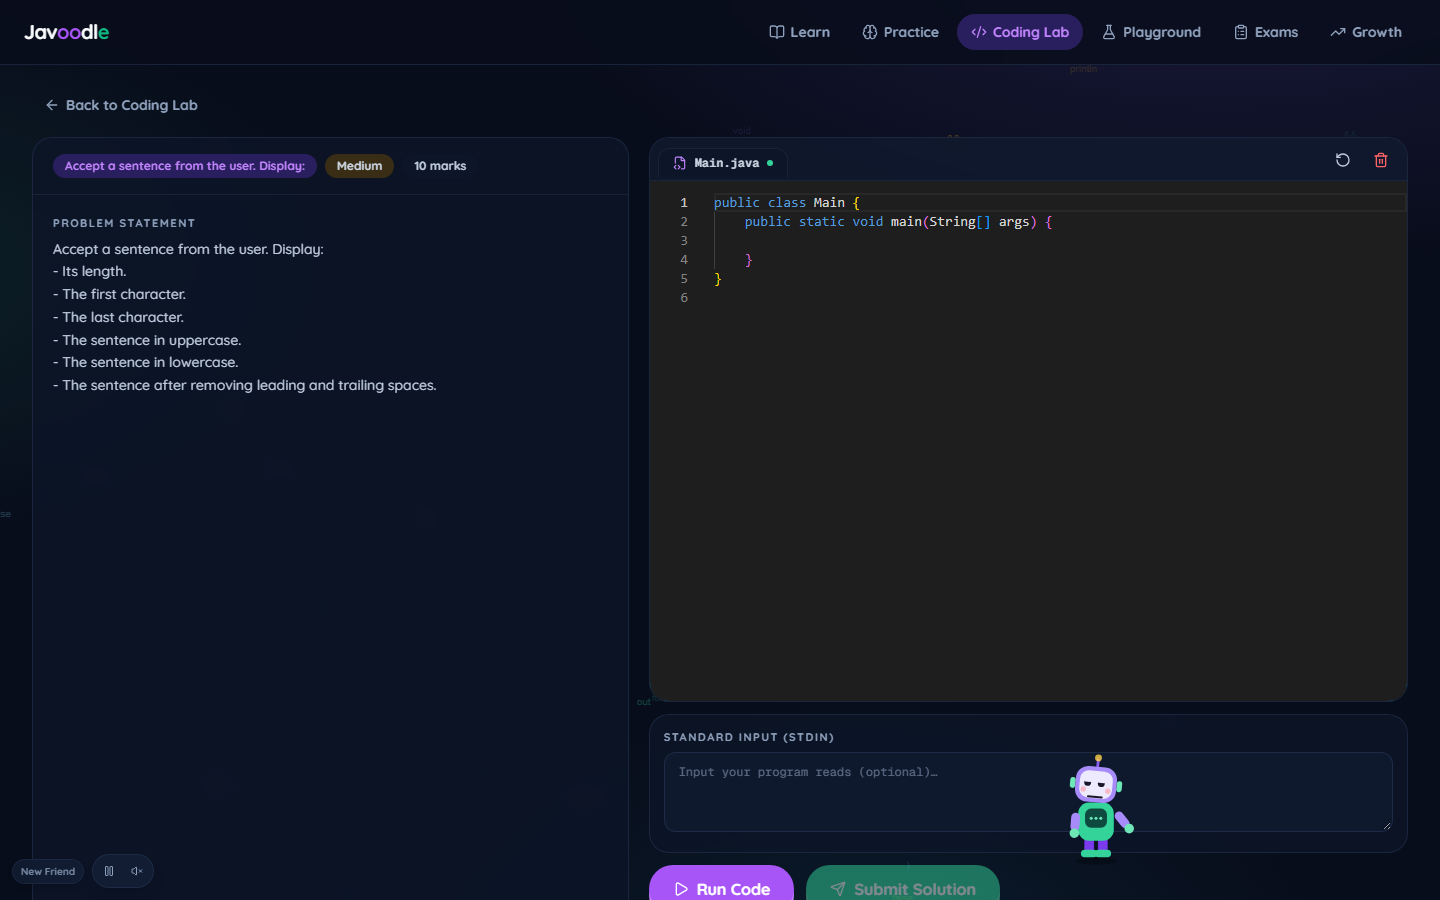 Javoodle
Learn
Practice
Coding Lab
Playground
Exams
Growth
println
Back to Coding Lab
void
Accept a sentence from the user. Display:
Medium
10 marks
PROBLEM STATEMENT
Accept a sentence from the user. Display:
- Its length.
- The first character.
- The last character.
- The sentence in uppercase.
- The sentence in lowercase.
- The sentence after removing leading and trailing spaces.
se
New Friend
Main.java
1 public class Main {
2 public static void main(String[] args) {
3
4 }
5 }
6
out
STANDARD INPUT (STDIN)
Input your program reads (optional)…
Run Code
Submit Solution